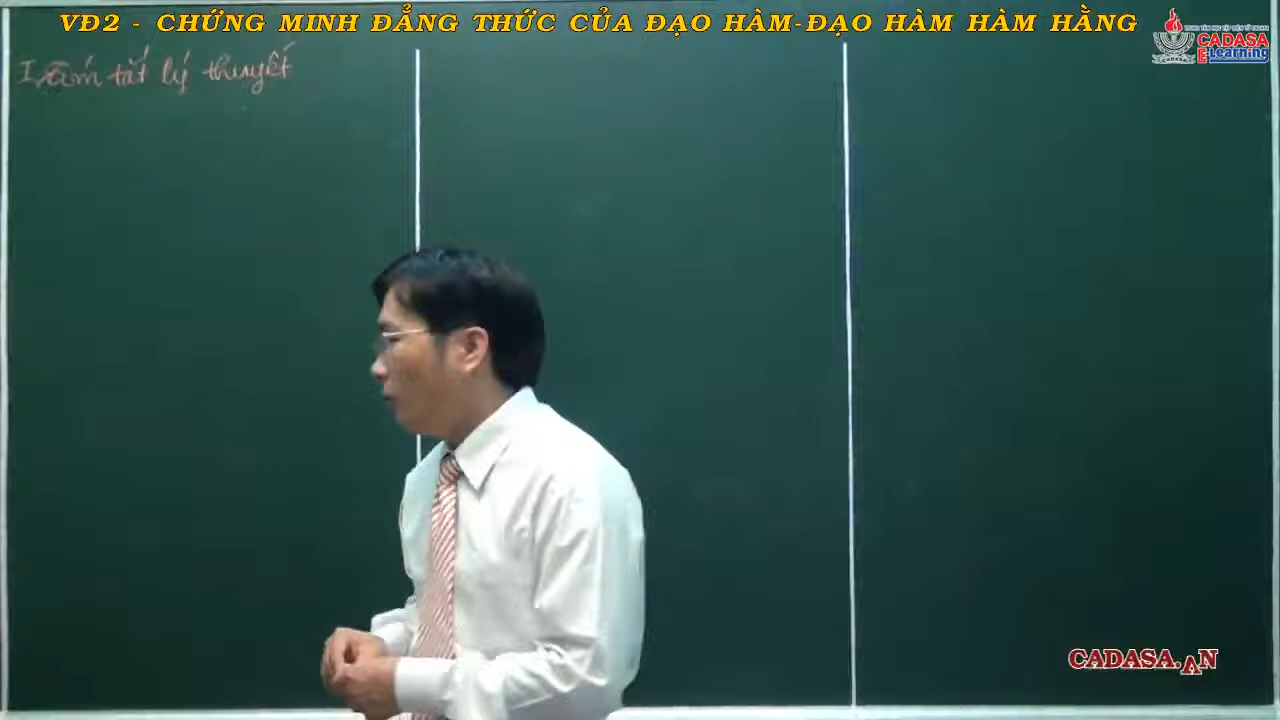 VĐ2 - CHỨNG MINH ĐẲNG THỨC CỦA ĐẠO HÀM-ĐẠO HÀM HÀM HẰNG
CADASA
E-Learning
I, Tóm tắt lý thuyết
CADASA.